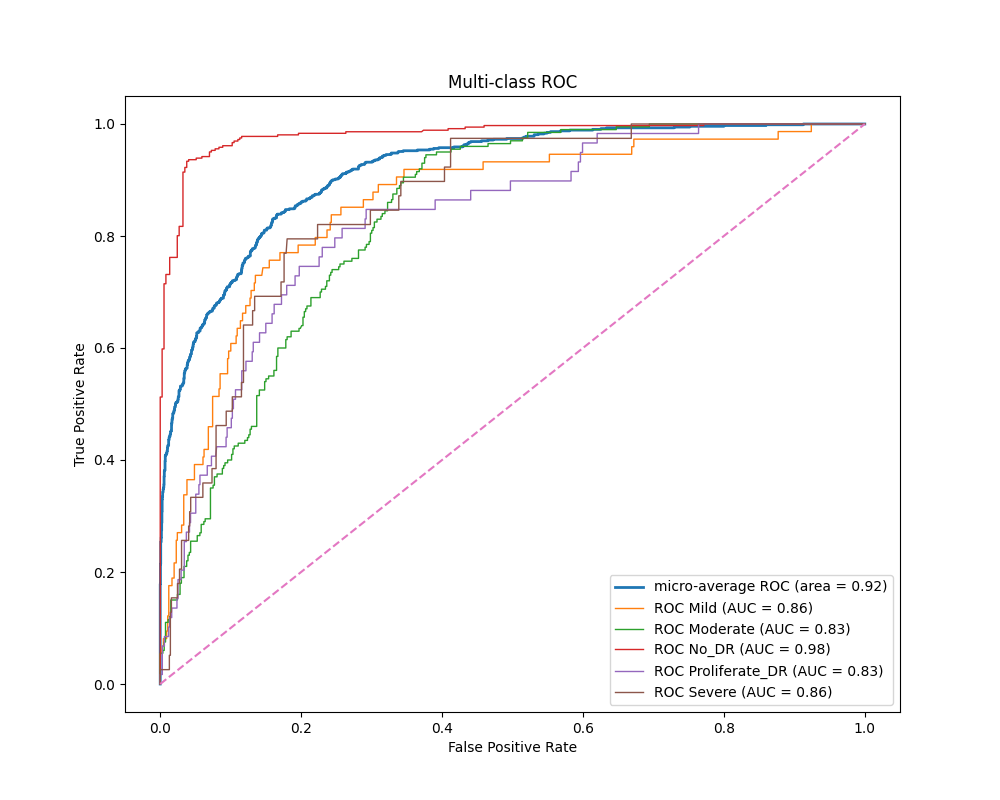 Multi-class ROC
True Positive Rate
1.0
0.8
0.6
0.4
0.2
0.0
micro-average ROC (area = 0.92)
ROC Mild (AUC = 0.86)
ROC Moderate (AUC = 0.83)
ROC No_DR (AUC = 0.98)
ROC Proliferate_DR (AUC = 0.83)
ROC Severe (AUC = 0.86)
0.0 0.2 0.4 0.6 0.8 1.0
False Positive Rate